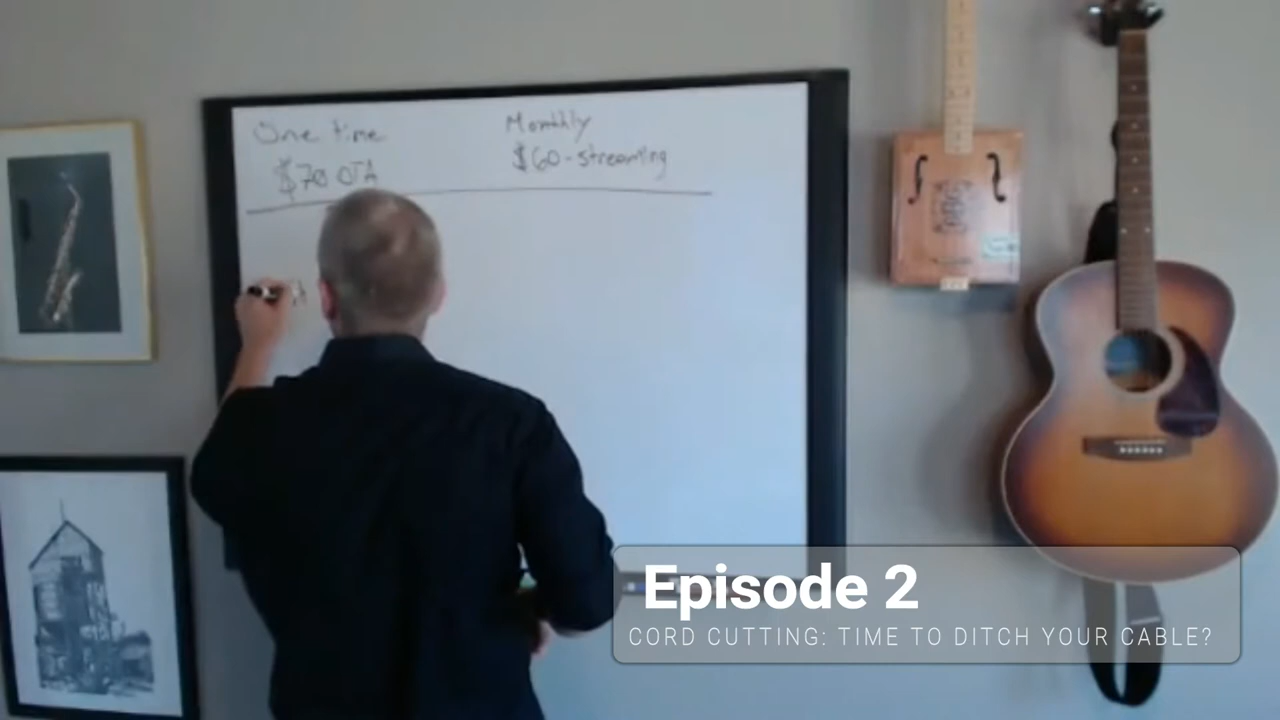 One time
Monthly
$70 OTA
$60-streaming
Episode 2
CORD CUTTING: TIME TO DITCH YOUR CABLE?